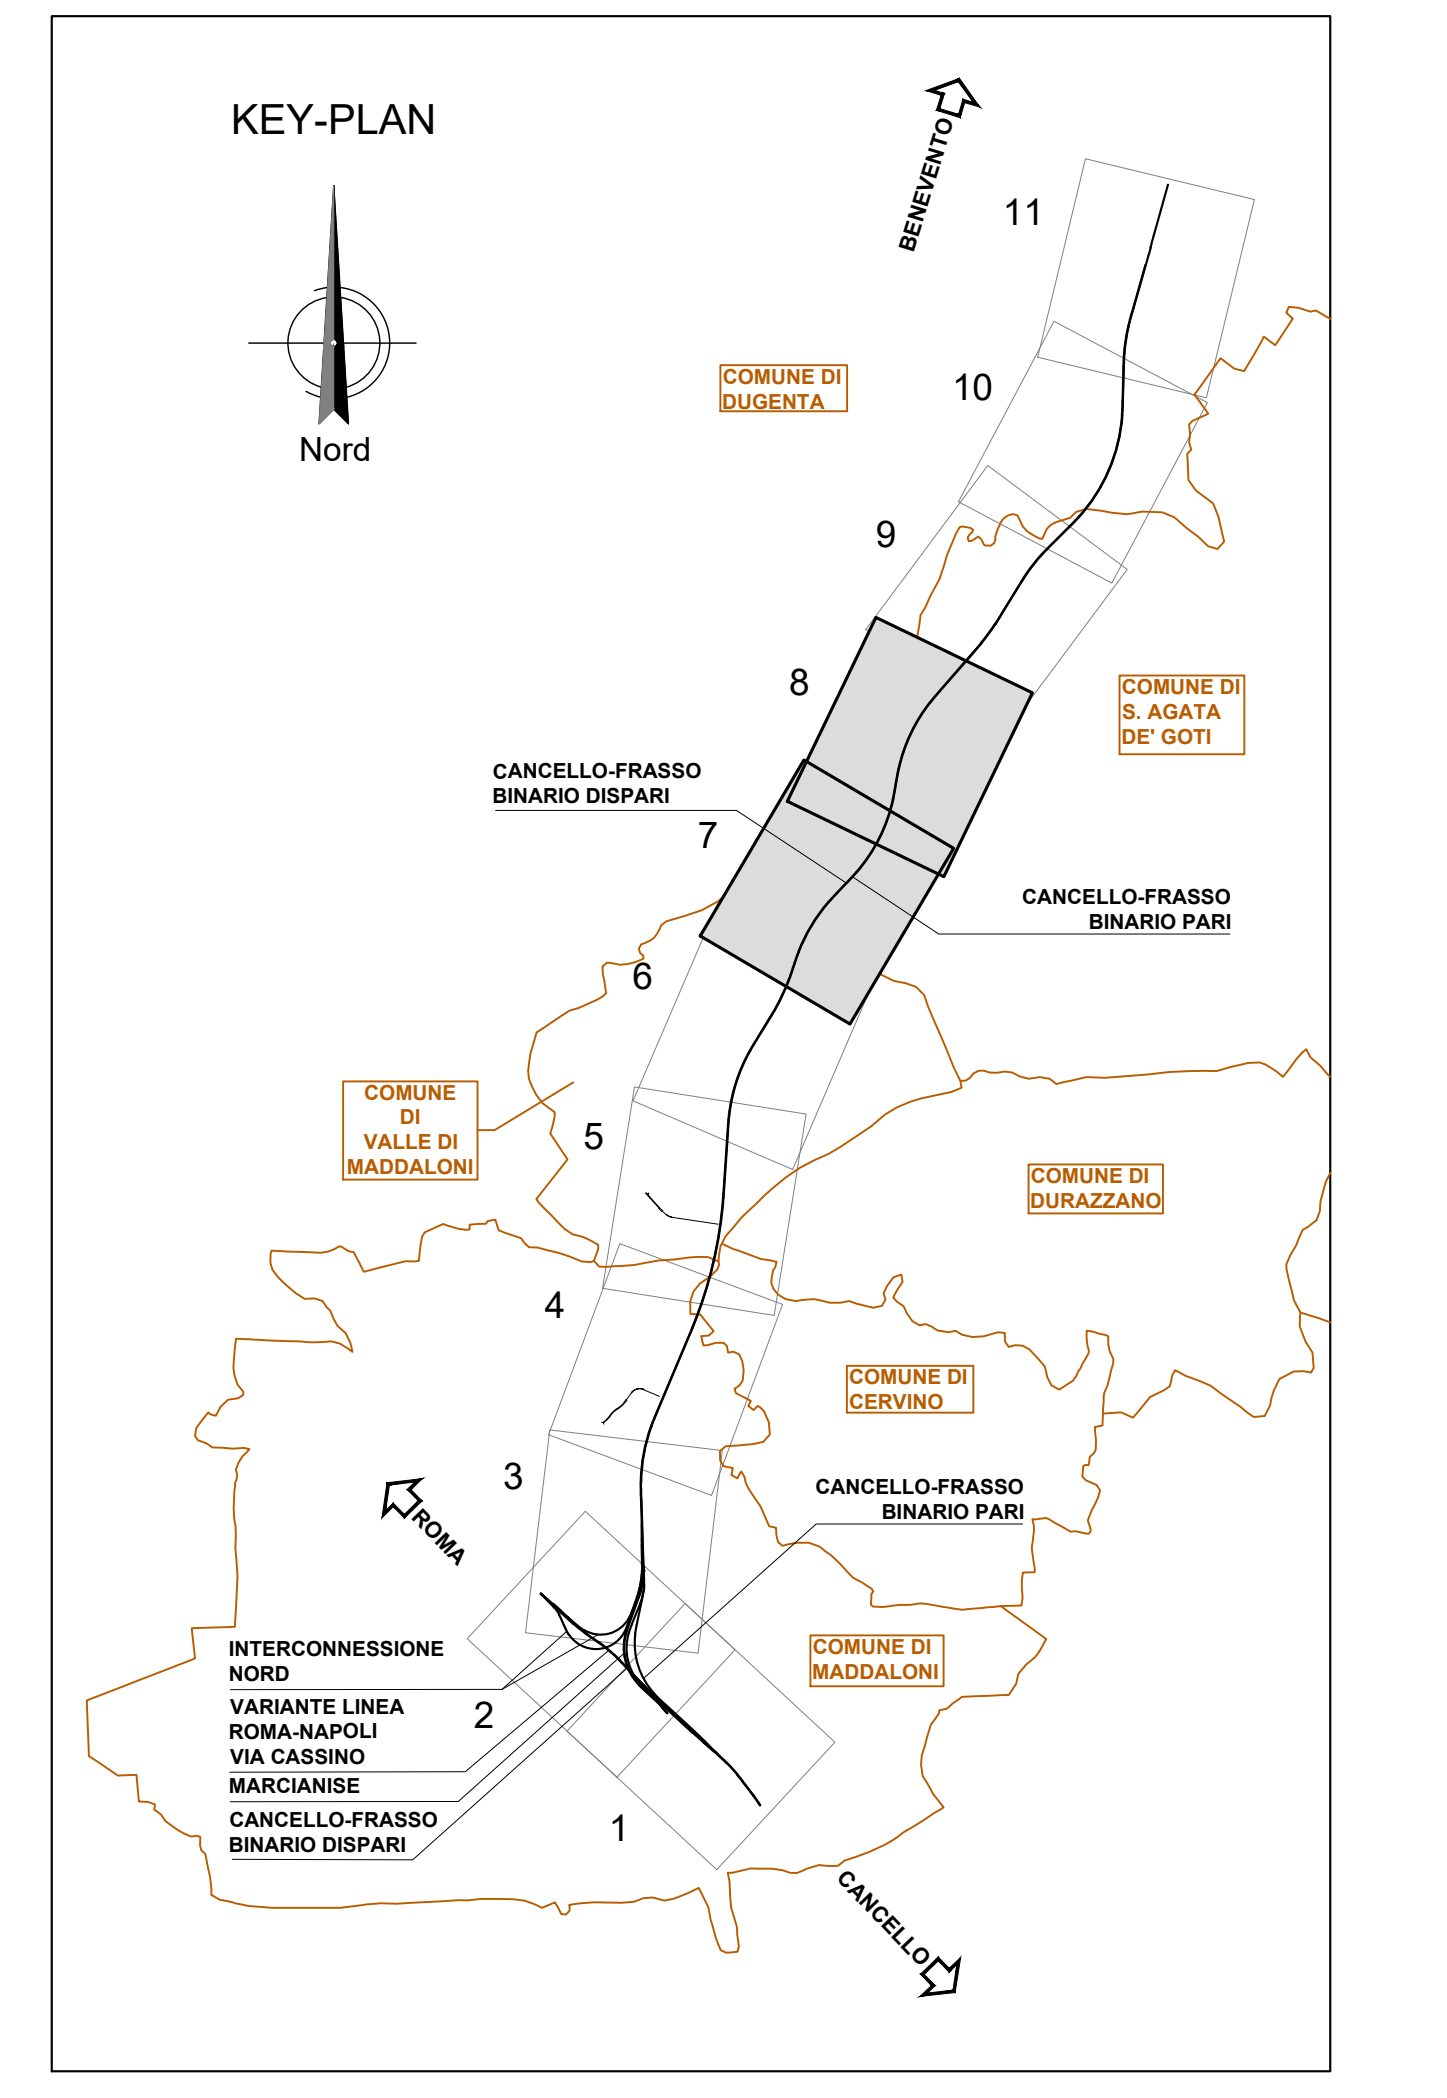 KEY-PLAN
Nord
BENEVENTO
11
10
COMUNE DI
DUGENTA
9
8
COMUNE DI
S. AGATA
DE' GOTI
CANCELLO-FRASSO
BINARIO DISPARI
7
CANCELLO-FRASSO
BINARIO PARI
6
COMUNE
DI
VALLE DI
MADDALONI
5
COMUNE DI
DURAZZANO
4
COMUNE DI
CERVINO
3
CANCELLO-FRASSO
BINARIO PARI
ROMA
INTERCONNESSIONE
NORD
COMUNE DI
MADDALONI
2
VARIANTE LINEA
ROMA-NAPOLI
VIA CASSINO
MARCIANISE
CANCELLO-FRASSO
BINARIO DISPARI
1
CANCELLO